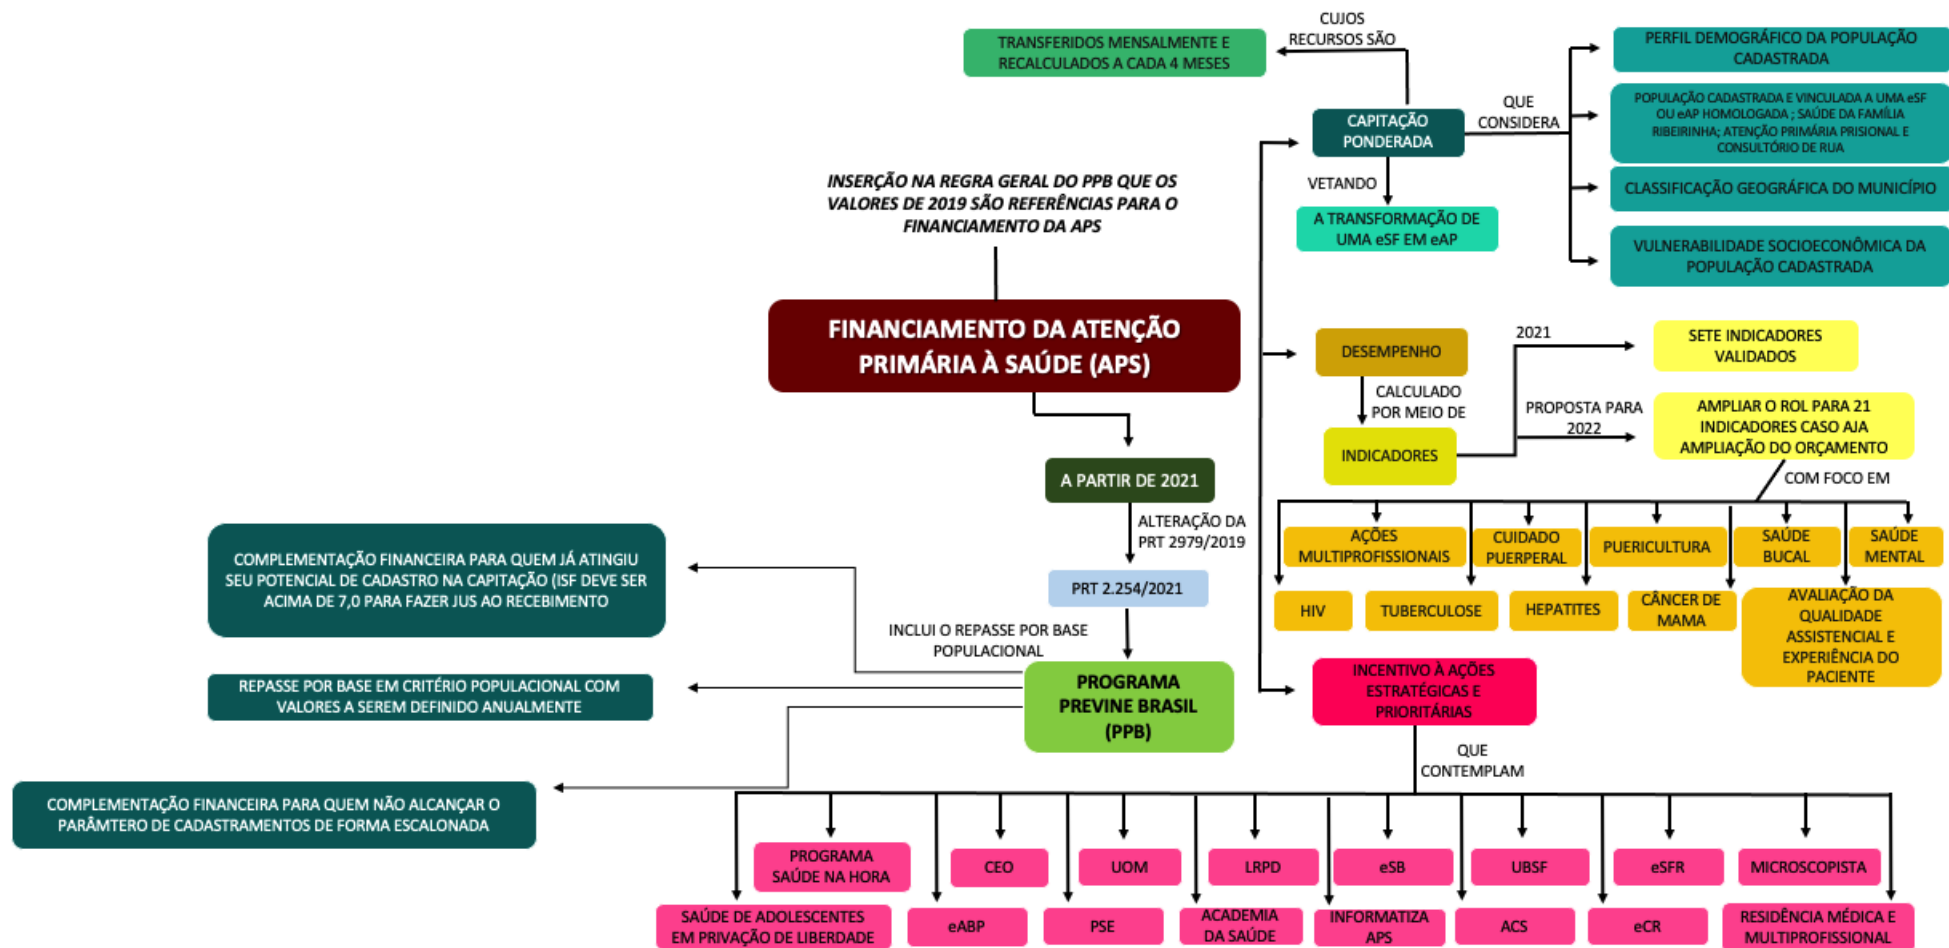 CUJOS
RECURSOS SÃO
TRANSFERIDOS MENSALMENTE E
RECALCULADOS A CADA 4 MESES
PERFIL DEMOGRÁFICO DA POPULAÇÃO
CADASTRADA
CAPITAÇÃO
PONDERADA
QUE
CONSIDERA
POPULAÇÃO CADASTRADA E VINCULADA A UMA eSF
OU eAP HOMOLOGADA ; SAÚDE DA FAMÍLIA
RIBEIRINHA; ATENÇÃO PRIMÁRIA PRISIONAL E
CONSULTÓRIO DE RUA
VETANDO
CLASSIFICAÇÃO GEOGRÁFICA DO MUNICÍPIO
A TRANSFORMAÇÃO DE
UMA eSF EM eAP
VULNERABILIDADE SOCIOECONÔMICA DA
POPULAÇÃO CADASTRADA
INSERÇÃO NA REGRA GERAL DO PPB QUE OS
VALORES DE 2019 SÃO REFERÊNCIAS PARA O
FINANCIAMENTO DA APS
FINANCIAMENTO DA ATENÇÃO
PRIMÁRIA À SAÚDE (APS)
DESEMPENHO
2021
SETE INDICADORES
VALIDADOS
CALCULADO
POR MEIO DE
PROPOSTA PARA
2022
AMPLIAR O ROL PARA 21
INDICADORES CASO AJA
AMPLIAÇÃO DO ORÇAMENTO
INDICADORES
COM FOCO EM
A PARTIR DE 2021
ALTERAÇÃO DA
PRT 2979/2019
AÇÕES
MULTIPROFISSIONAIS
CUIDADO
PUERPERAL
PUERICULTURA
SAÚDE
BUCAL
SAÚDE
MENTAL
COMPLEMENTAÇÃO FINANCEIRA PARA QUEM JÁ ATINGIU
SEU POTENCIAL DE CADASTRO NA CAPITAÇÃO (ISF DEVE SER
ACIMA DE 7,0 PARA FAZER JUS AO RECEBIMENTO
PRT 2.254/2021
HIV
TUBERCULOSE
HEPATITES
CÂNCER DE
MAMA
AVALIAÇÃO DA
QUALIDADE
ASSISTENCIAL E
EXPERIÊNCIA DO
PACIENTE
INCLUI O REPASSE POR BASE
POPULACIONAL
PROGRAMA
PREVINE BRASIL
(PPB)
INCENTIVO À AÇÕES
ESTRATÉGICAS E
PRIORITÁRIAS
REPASSE POR BASE EM CRITÉRIO POPULACIONAL COM
VALORES A SEREM DEFINIDO ANUALMENTE
QUE
CONTEMPLAM
COMPLEMENTAÇÃO FINANCEIRA PARA QUEM NÃO ALCANÇAR O
PARÂMTERO DE CADASTRAMENTOS DE FORMA ESCALONADA
PROGRAMA
SAÚDE NA HORA
CEO
UOM
LRPD
eSB
UBSF
eSFR
MICROSCOPISTA
SAÚDE DE ADOLESCENTES
EM PRIVAÇÃO DE LIBERDADE
eABP
PSE
ACADEMIA
DA SAÚDE
INFORMATIZA
APS
ACS
eCR
RESIDÊNCIA MÉDICA E
MULTIPROFISSIONAL